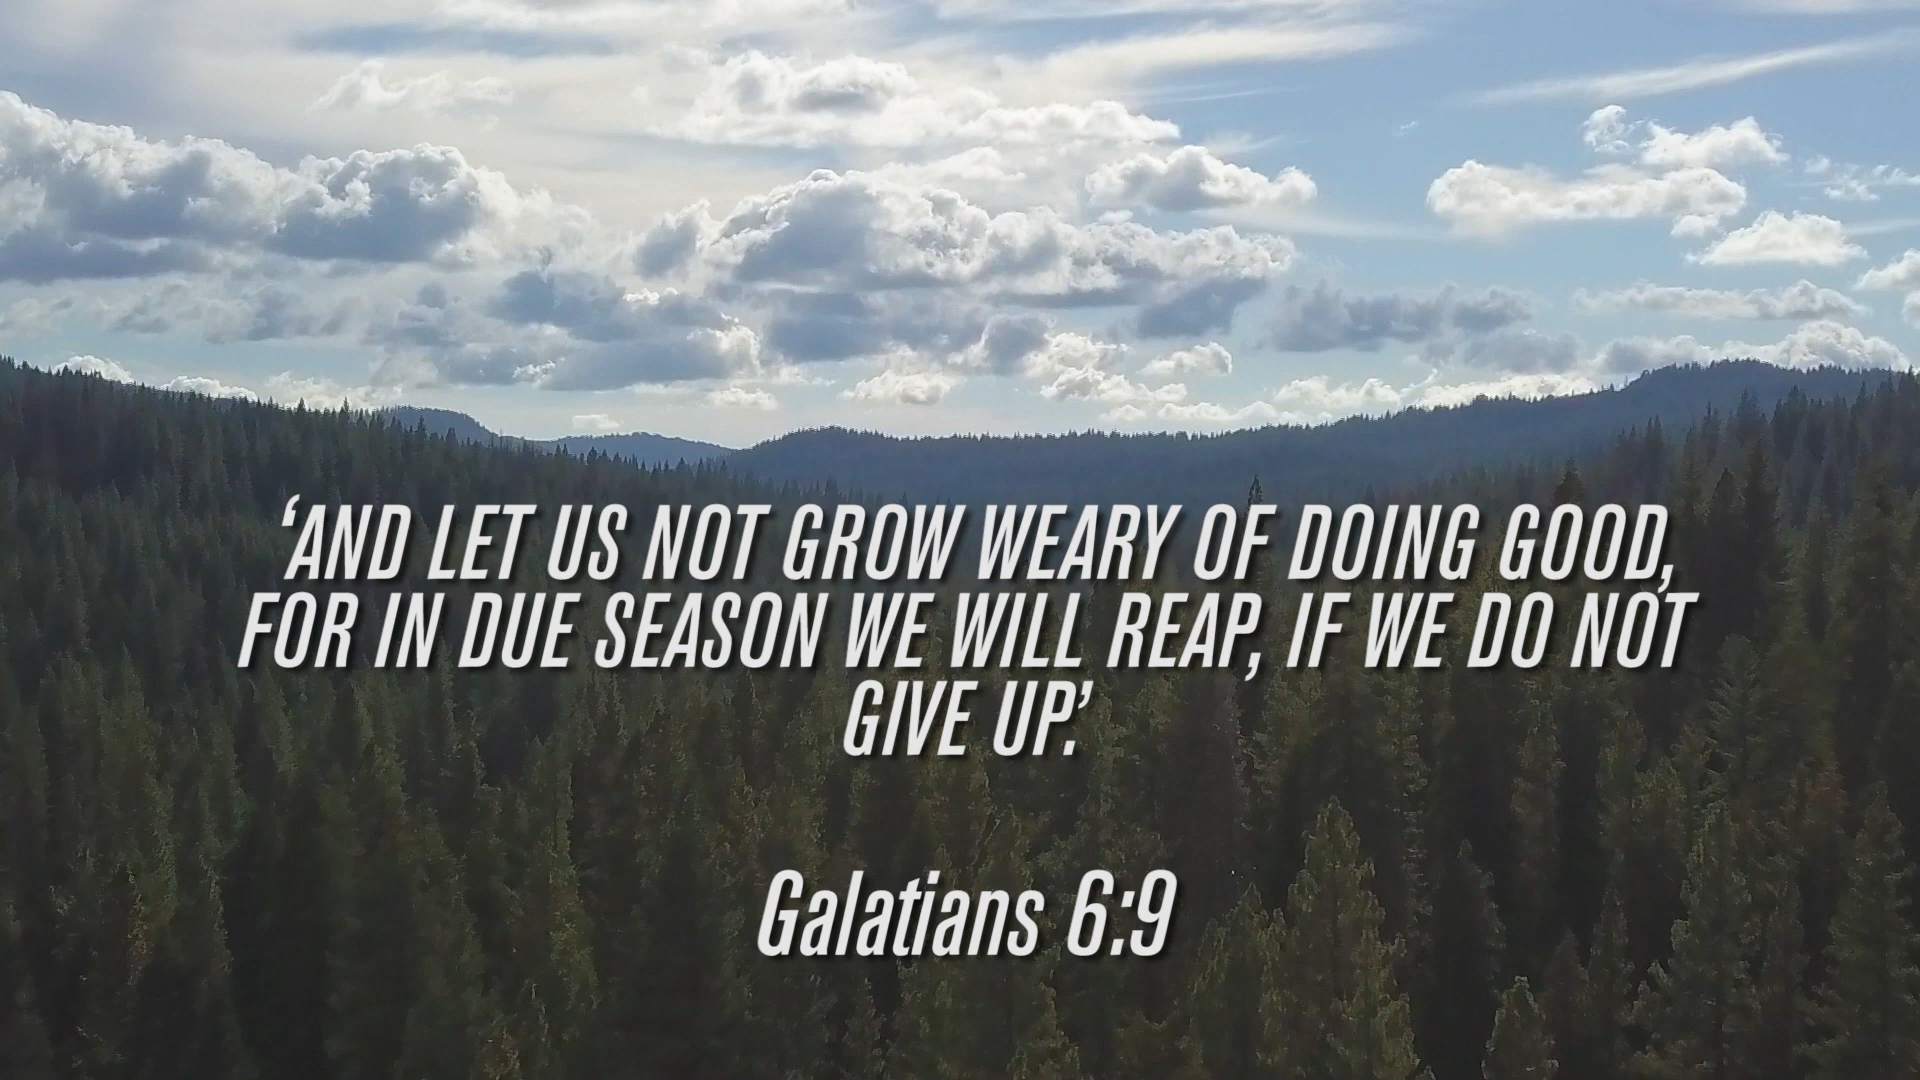 ‘AND LET US NOT GROW WEARY OF DOING GOOD,
FOR IN DUE SEASON WE WILL REAP, IF WE DO NOT
GIVE UP.’
Galatians 6:9